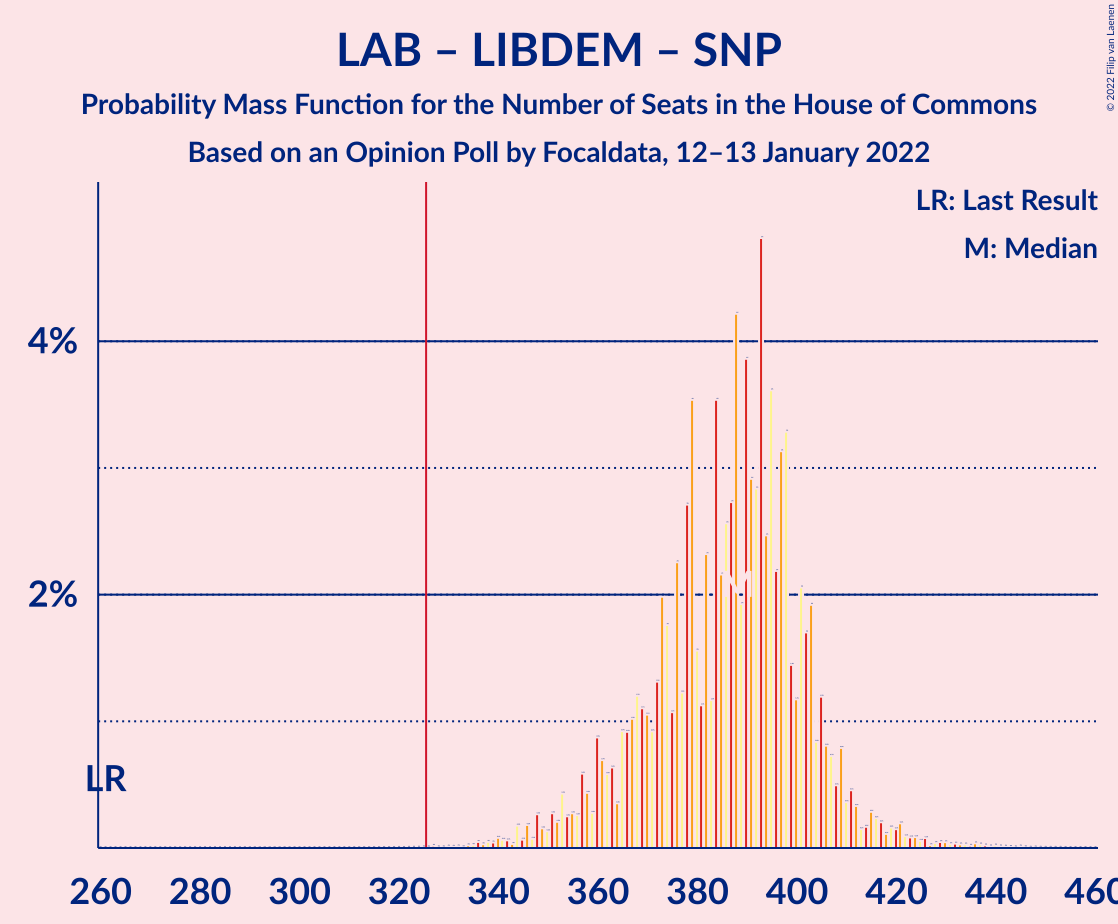 LAB – LIBDEM – SNP
Probability Mass Function for the Number of Seats in the House of Commons
Based on an Opinion Poll by Focaldata, 12–13 January 2022
© 2022 Filip van Laenen
LR: Last Result
M: Median
4%
2%
LR
M
260 280 300 320 340 360 380 400 420 440 460